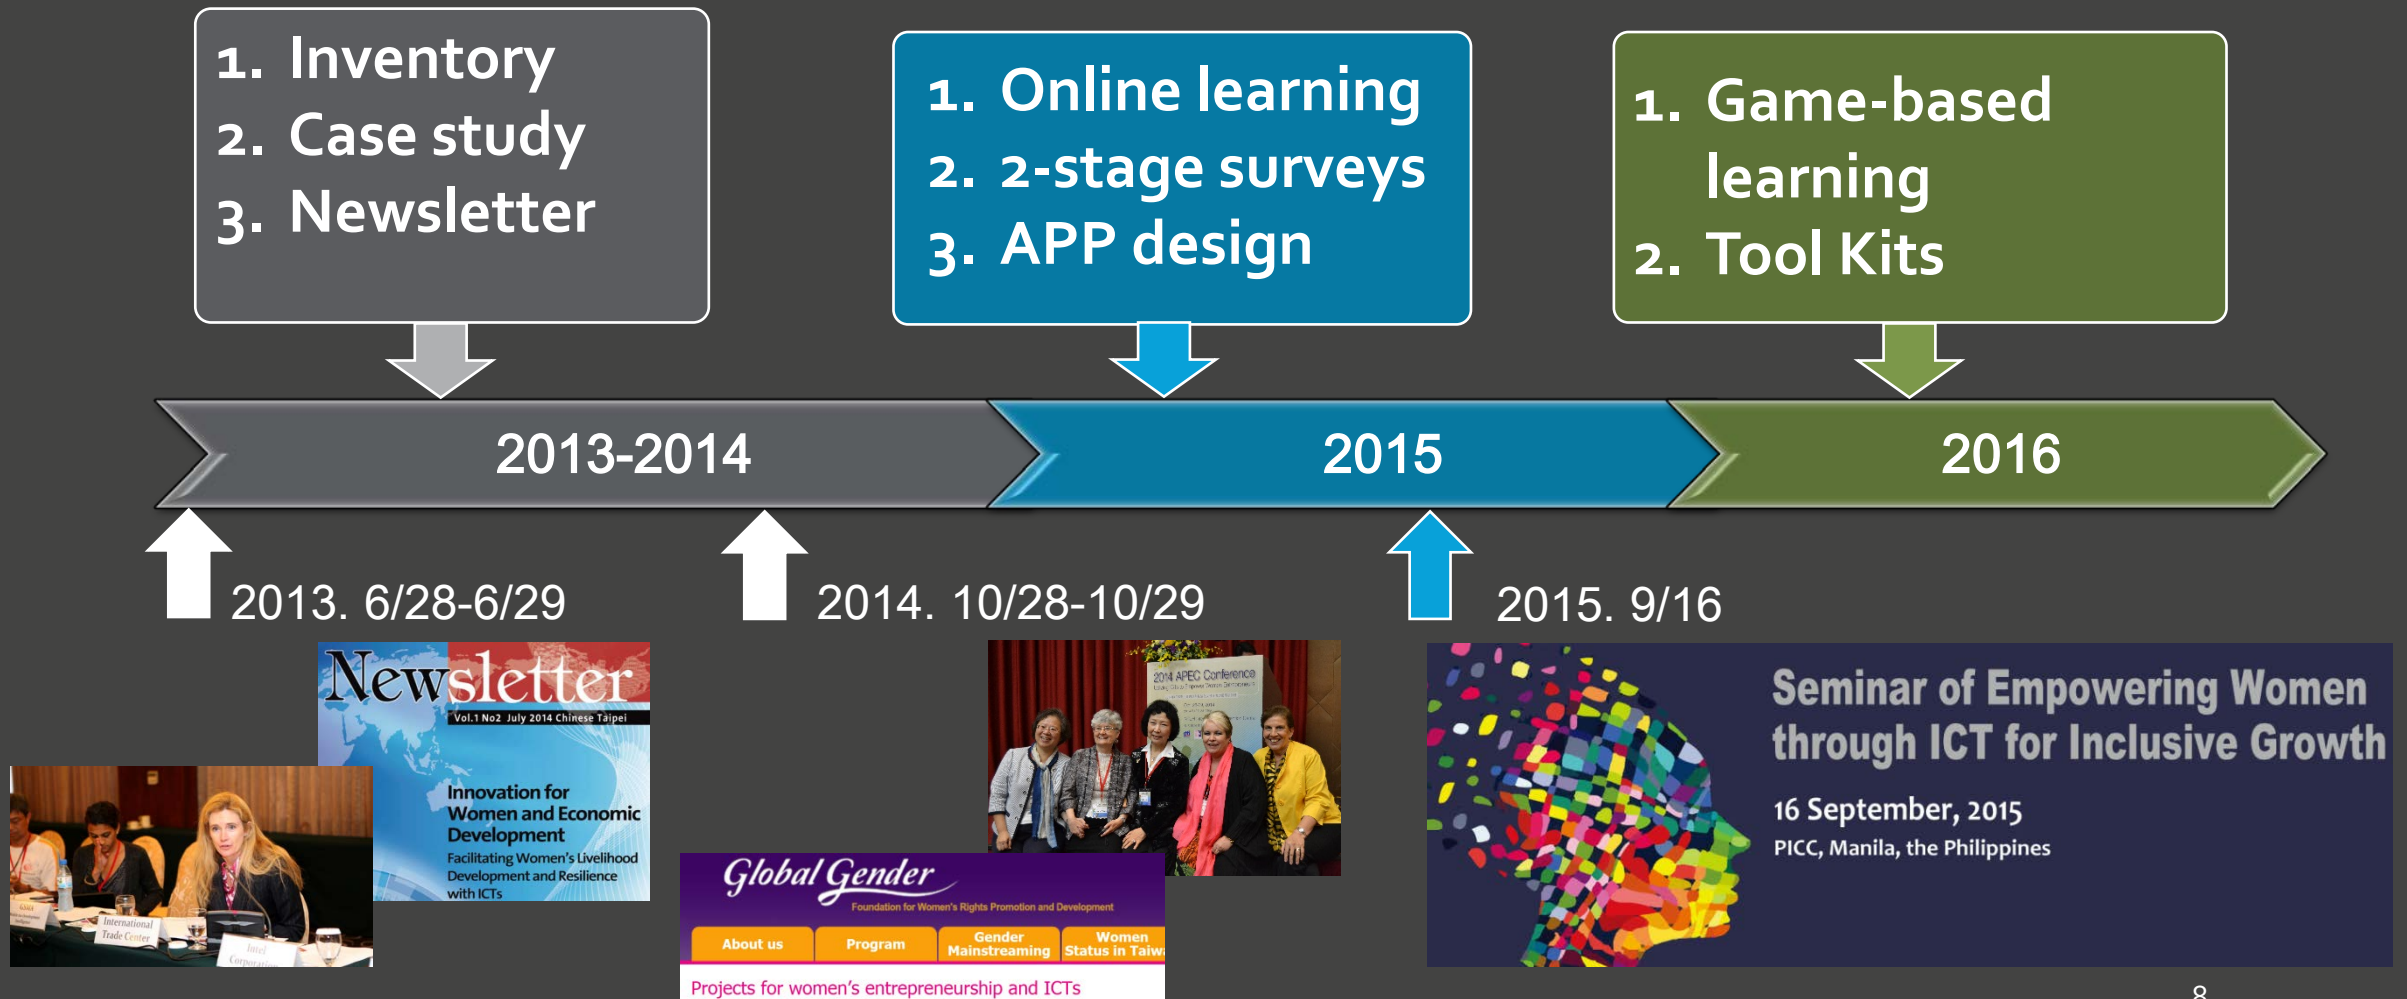 1. Inventory
2. Case study
3. Newsletter
1. Online learning
2. 2-stage surveys
3. APP design
1. Game-based
learning
2. Tool Kits
2013-2014
2015
2016
2013. 6/28-6/29
2014. 10/28-10/29
2015. 9/16
Newsletter
Vol.1 No2 July 2014 Chinese Taipei
Innovation for
Women and Economic
Development
Facilitating Women's Livelihood
Development and Resilience
with ICTs
International
Trade Center
Intel
Corporation
2014 APEC Conference
Global Gender
Foundation for Women's Rights Promotion and Development
About us
Program
Gender
Mainstreaming
Women
Status in Taiw
Projects for women's entrepreneurship and ICTs
Seminar of Empowering Women
through ICT for Inclusive Growth
16 September, 2015
PICC, Manila, the Philippines
8